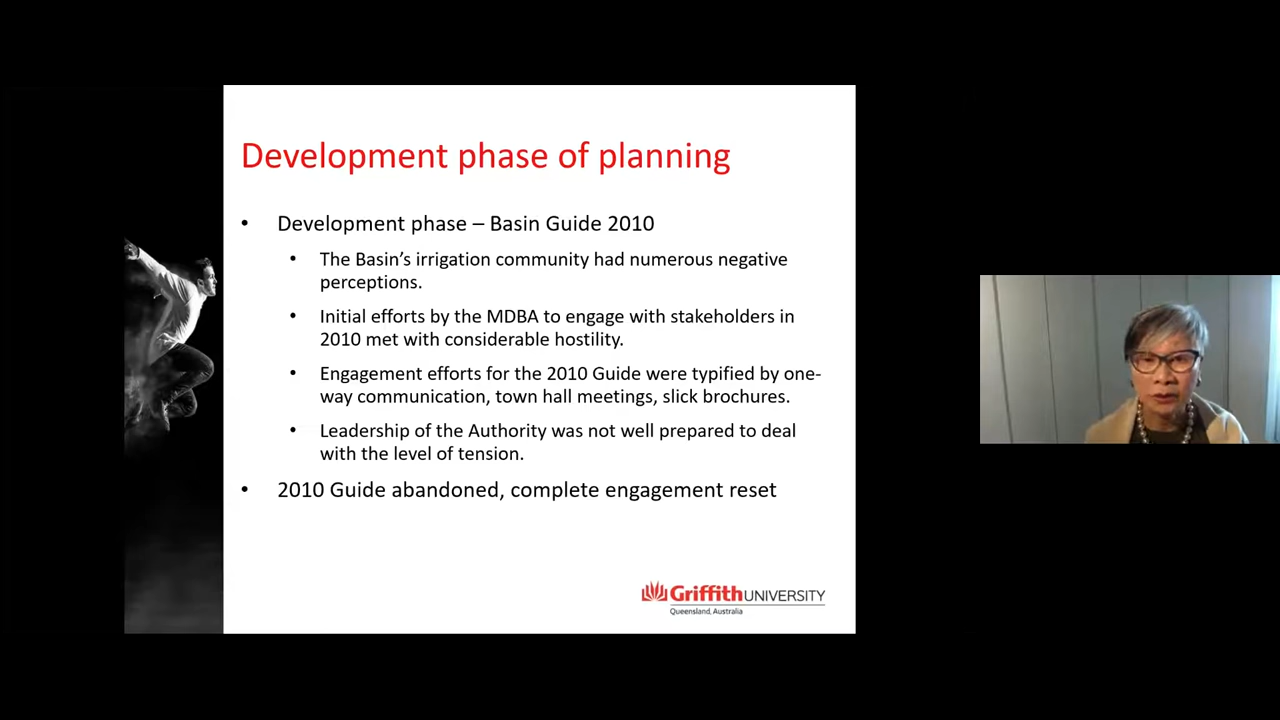 Development phase of planning
• Development phase – Basin Guide 2010
• The Basin's irrigation community had numerous negative
perceptions.
• Initial efforts by the MDBA to engage with stakeholders in
2010 met with considerable hostility.
• Engagement efforts for the 2010 Guide were typified by one-
way communication, town hall meetings, slick brochures.
• Leadership of the Authority was not well prepared to deal
with the level of tension.
• 2010 Guide abandoned, complete engagement reset
Griffith UNIVERSITY
Queensland, Australia